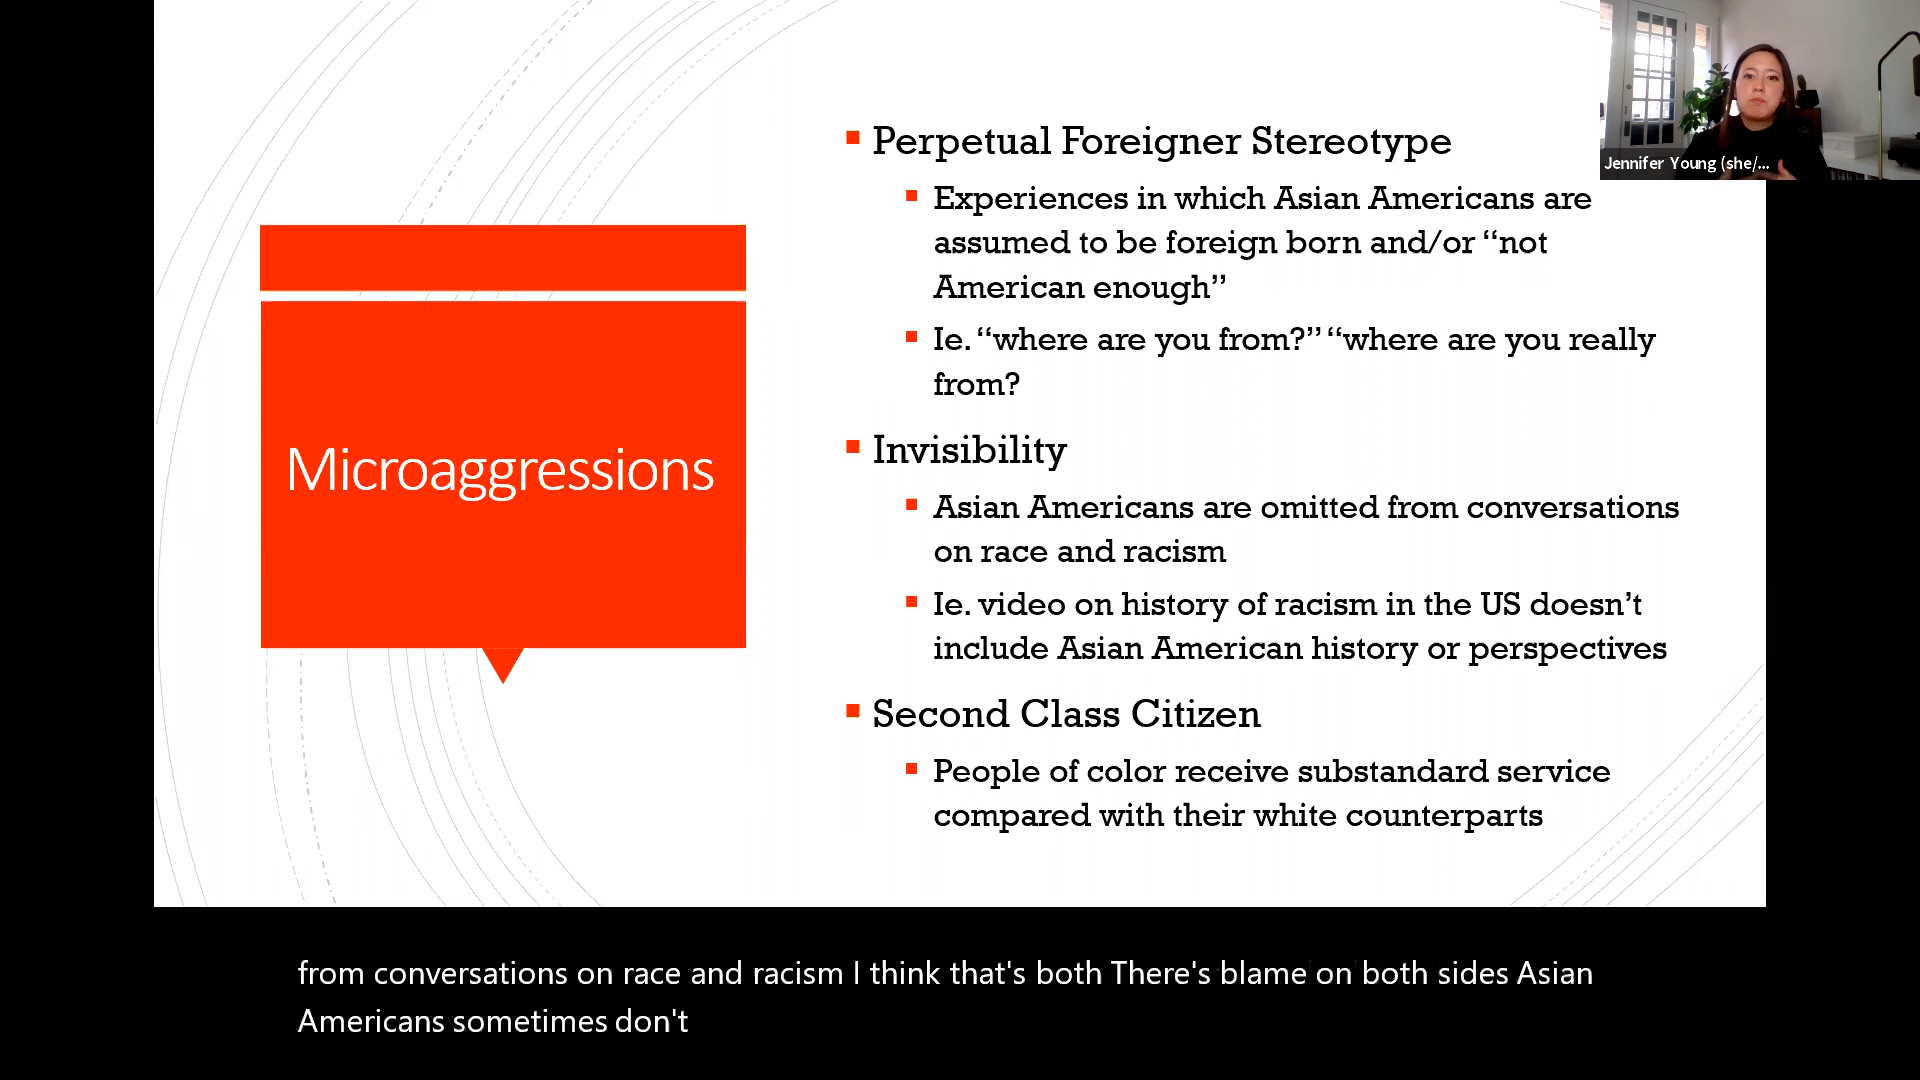 Microaggressions
Perpetual Foreigner Stereotype
Experiences in which Asian Americans are
assumed to be foreign born and/or “not
American enough”
Ie. “where are you from?” “where are you really
from?
Invisibility
Asian Americans are omitted from conversations
on race and racism
Ie. video on history of racism in the US doesn’t
include Asian American history or perspectives
Second Class Citizen
People of color receive substandard service
compared with their white counterparts
Jennifer Young (she/...
from conversations on race and racism I think that's both There's blame on both sides Asian
Americans sometimes don't